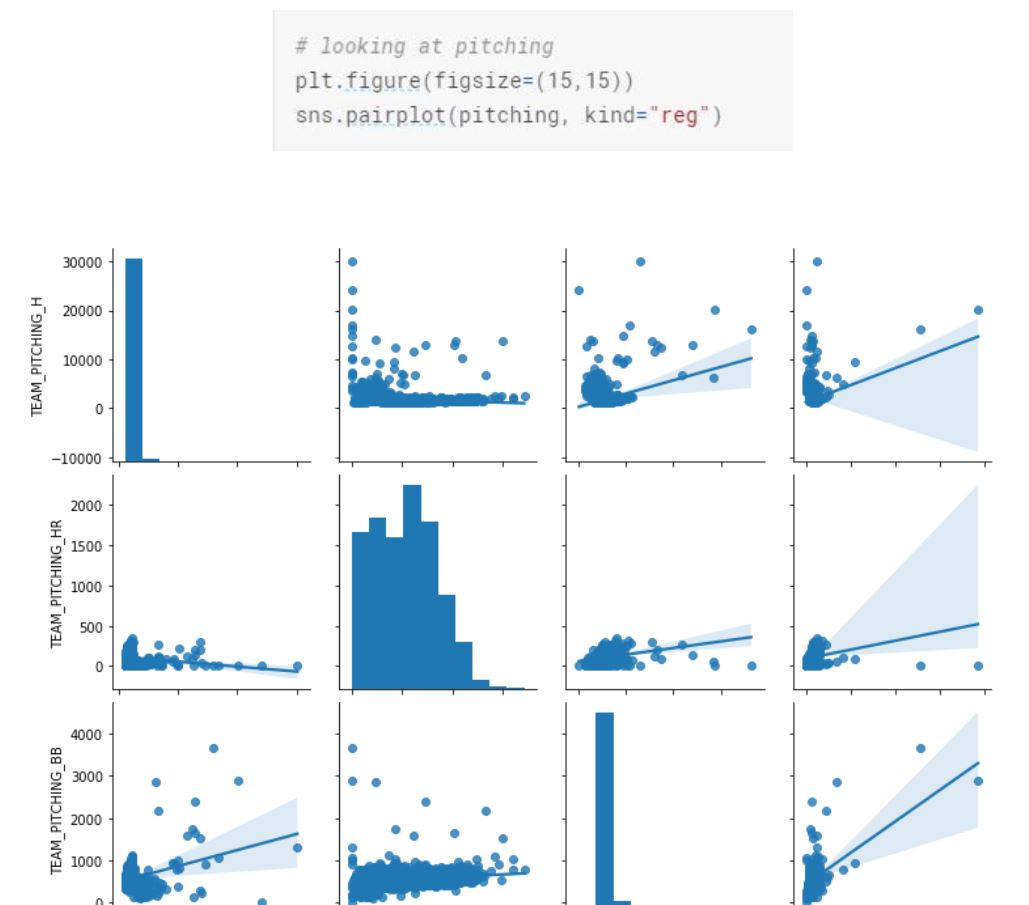 # looking at pitching
plt.figure(figsize=(15,15))
sns.pairplot(pitching, kind="reg")
30000
20000
10000
0
−10000
TEAM_PITCHING_H
2000
1500
1000
500
0
TEAM_PITCHING_HR
4000
3000
2000
1000
0
TEAM_PITCHING_BB